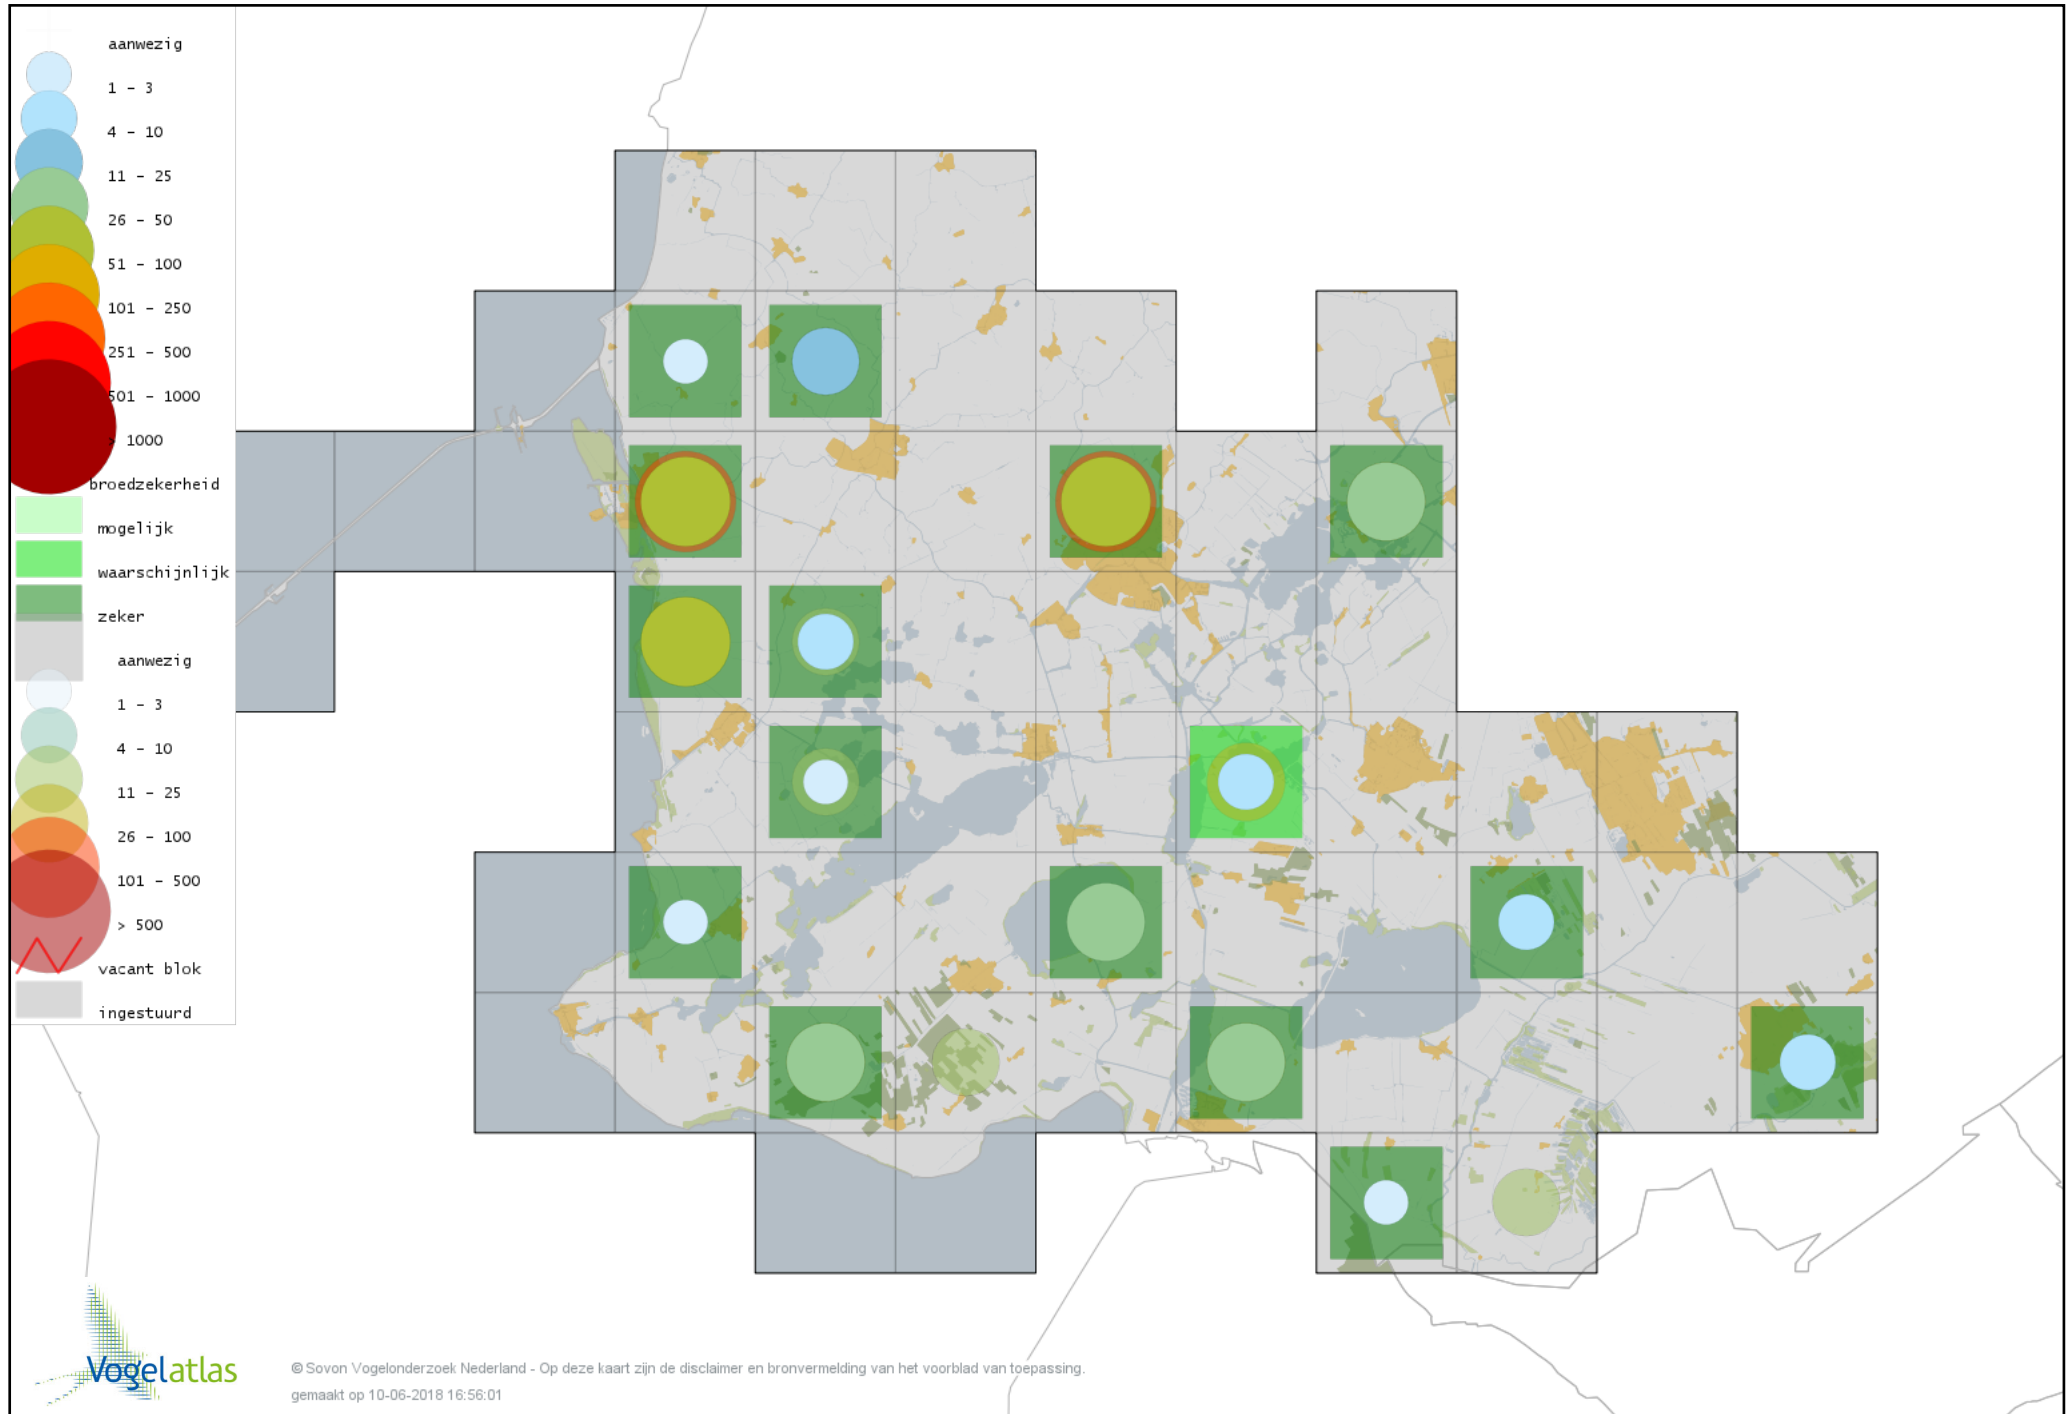 aanwezig
1 - 3
4 - 10
11 - 25
26 - 50
51 - 100
101 - 250
251 - 500
501 - 1000
> 1000
broedzekerheid
mogelijk
waarschijnlijk
zeker
aanwezig
1 - 3
4 - 10
11 - 25
26 - 100
101 - 500
> 500
vacant blok
ingestuurd
Vogelatlas
© Sovon Vogelonderzoek Nederland - Op deze kaart zijn de disclaimer en bronvermelding van het voorblad van toepassing.
gemaakt op 10-06-2018 16:56:01